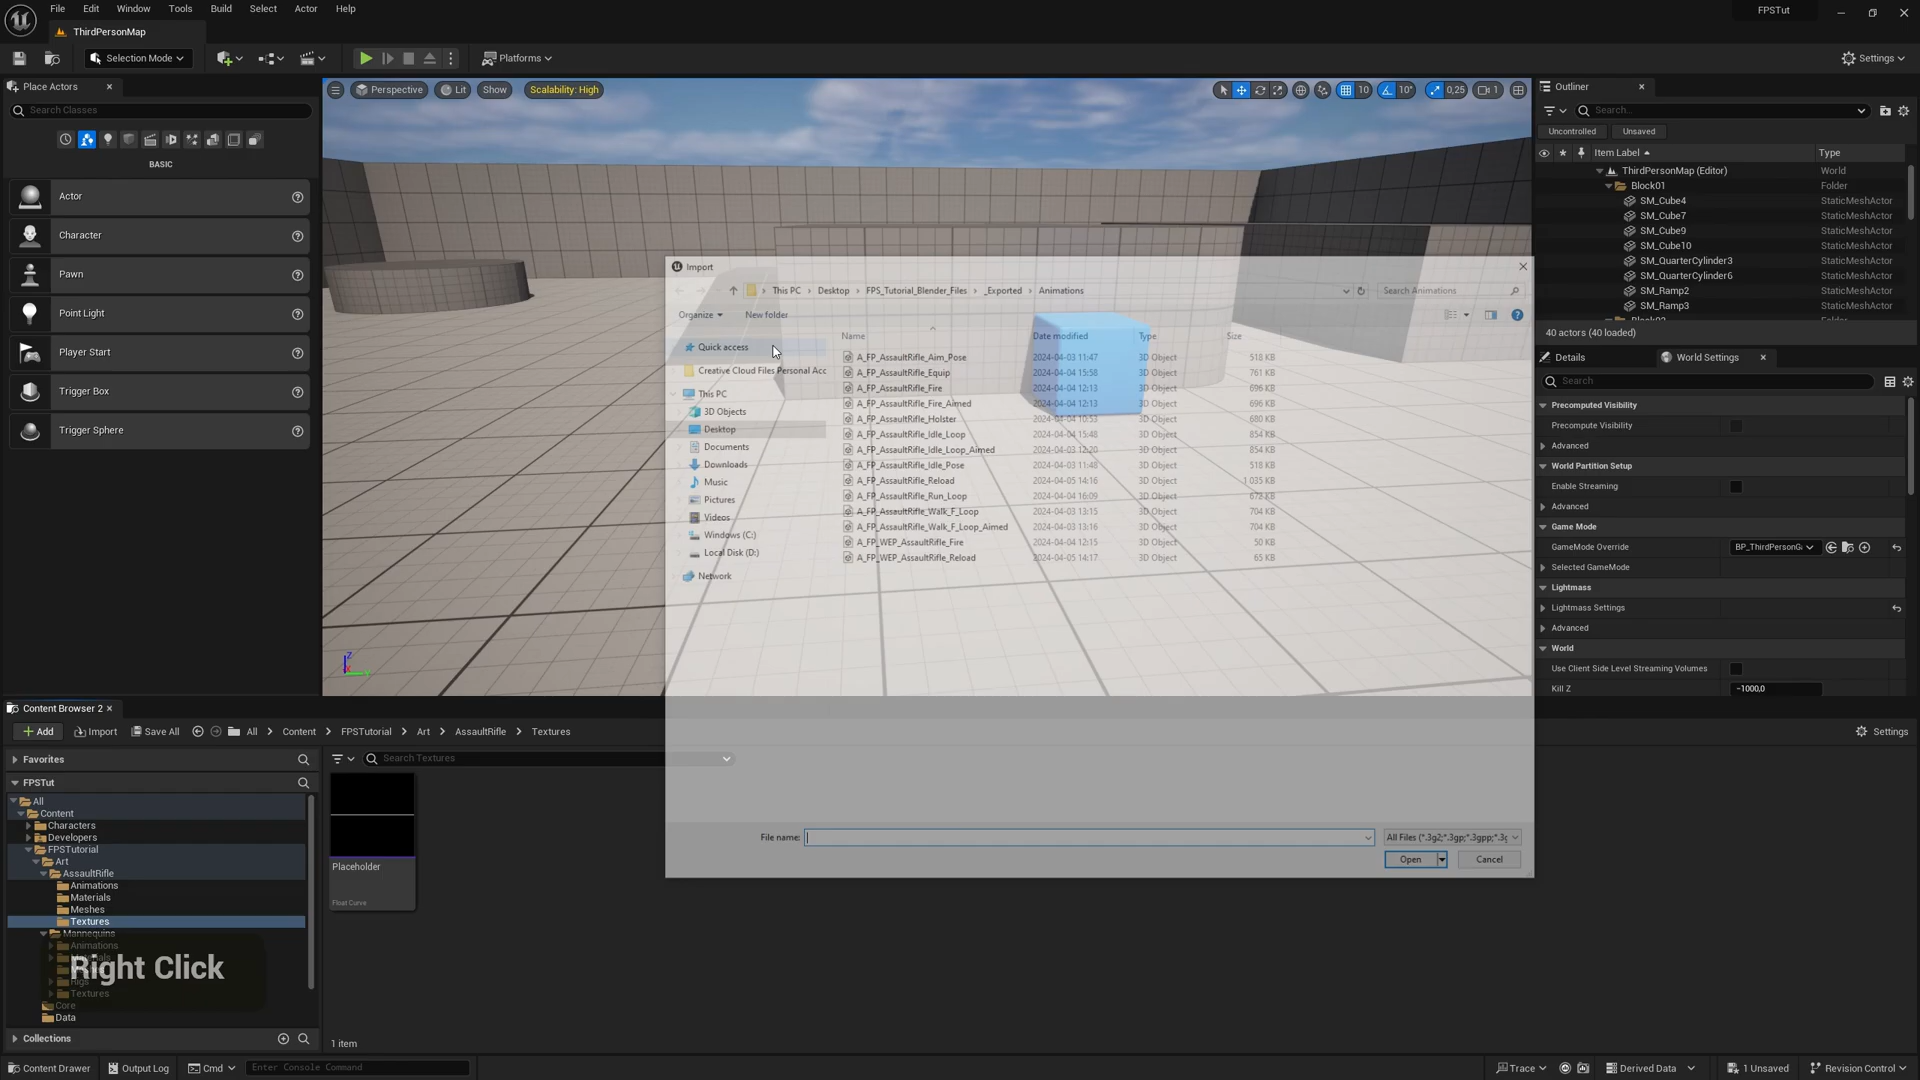 File Edit Window Tools Build Select Actor Help FPSTut
ThirdPersonMap
Selection Mode Platforms Settings
Place Actors
Search Classes
BASIC
Actor
Character
Pawn
Point Light
Player Start
Trigger Box
Trigger Sphere
Perspective Lit Show Scalability: High 10 10° 0,25 1
Import
This PC Desktop FPS_Tutorial_Blender_Files _Exported Animations Search Animations
Organize New folder
Quick access
Creative Cloud Files Personal Acc
This PC
3D Objects
Desktop
Documents
Downloads
Music
Pictures
Videos
Windows (C:)
Local Disk (D:)
Network
Name Date modified Type Size
A_FP_AssaultRifle_Aim_Pose 2024-04-03 11:47 3D Object 518 KB
A_FP_AssaultRifle_Equip 2024-04-04 15:58 3D Object 761 KB
A_FP_AssaultRifle_Fire 2024-04-04 12:13 3D Object 696 KB
A_FP_AssaultRifle_Fire_Aimed 2024-04-04 12:13 3D Object 696 KB
A_FP_AssaultRifle_Holster 2024-04-04 10:53 3D Object 680 KB
A_FP_AssaultRifle_Idle_Loop 2024-04-04 15:48 3D Object 854 KB
A_FP_AssaultRifle_Idle_Loop_Aimed 2024-04-03 12:20 3D Object 854 KB
A_FP_AssaultRifle_Idle_Pose 2024-04-03 11:48 3D Object 518 KB
A_FP_AssaultRifle_Reload 2024-04-05 14:16 3D Object 1 035 KB
A_FP_AssaultRifle_Run_Loop 2024-04-04 16:09 3D Object 672 KB
A_FP_AssaultRifle_Walk_F_Loop 2024-04-03 13:15 3D Object 704 KB
A_FP_AssaultRifle_Walk_F_Loop_Aimed 2024-04-03 13:16 3D Object 704 KB
A_FP_WEP_AssaultRifle_Fire 2024-04-04 12:15 3D Object 50 KB
A_FP_WEP_AssaultRifle_Reload 2024-04-05 14:17 3D Object 65 KB
File name: All Files (*.3g2;*.3gp;*.3gpp;*.3g
Open Cancel
Outliner
Search...
Uncontrolled Unsaved
Item Label Type
ThirdPersonMap (Editor) World
Block01 Folder
SM_Cube4 StaticMeshActor
SM_Cube7 StaticMeshActor
SM_Cube9 StaticMeshActor
SM_Cube10 StaticMeshActor
SM_QuarterCylinder3 StaticMeshActor
SM_QuarterCylinder6 StaticMeshActor
SM_Ramp2 StaticMeshActor
SM_Ramp3 StaticMeshActor
40 actors (40 loaded)
Details World Settings
Search
Precomputed Visibility
Precompute Visibility
Advanced
World Partition Setup
Enable Streaming
Advanced
Game Mode
GameMode Override BP_ThirdPersonGa
Selected GameMode
Lightmass
Lightmass Settings
Advanced
World
Use Client Side Level Streaming Volumes
Kill Z -1000,0
Content Browser 2
Add Import Save All All Content FPSTutorial Art AssaultRifle Textures Settings
Favorites
FPSTut
All
Content
Characters
Developers
FPSTutorial
Art
AssaultRifle
Animations
Materials
Meshes
Textures
Mannequins
Animations
Rigs
Textures
Core
Data
Right Click
Collections
Search Textures
Placeholder
Float Curve
1 item
Content Drawer Output Log Cmd Enter Console Command Trace Derived Data 1 Unsaved Revision Control